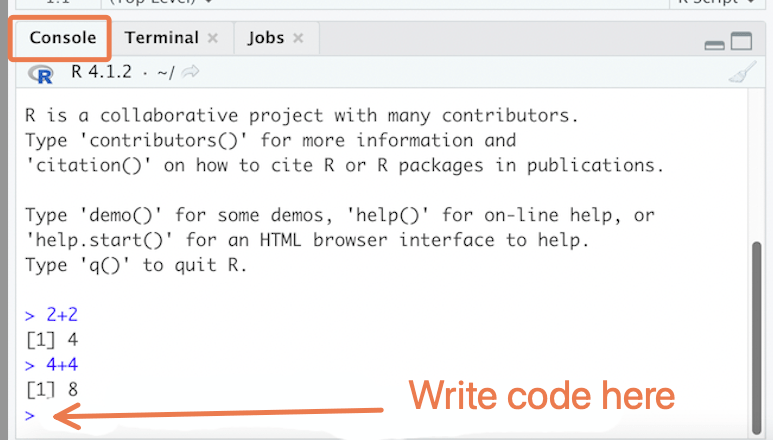 1:1 (Top Level) R Script
Console Terminal Jobs
R R 4.1.2 · ~/
R is a collaborative project with many contributors.
Type 'contributors()' for more information and
'citation()' on how to cite R or R packages in publications.
Type 'demo()' for some demos, 'help()' for on-line help, or
'help.start()' for an HTML browser interface to help.
Type 'q()' to quit R.
> 2+2
[1] 4
> 4+4
[1] 8
>
Write code here